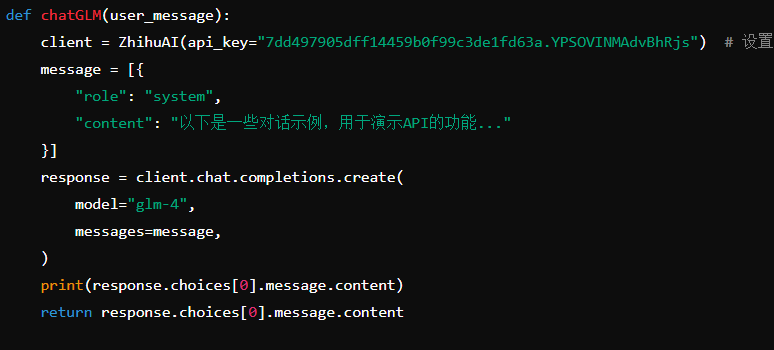 def chatGLM(user_message):
    client = ZhihuAI(api_key="7dd497905dff14459b0f99c3de1fd63a.YPSOVINMAdvBhRjs")  # 设置
    message = [{
        "role": "system",
        "content": "以下是一些对话示例，用于演示API的功能..."
    }]
    response = client.chat.completions.create(
        model="glm-4",
        messages=message,
    )
    print(response.choices[0].message.content)
    return response.choices[0].message.content